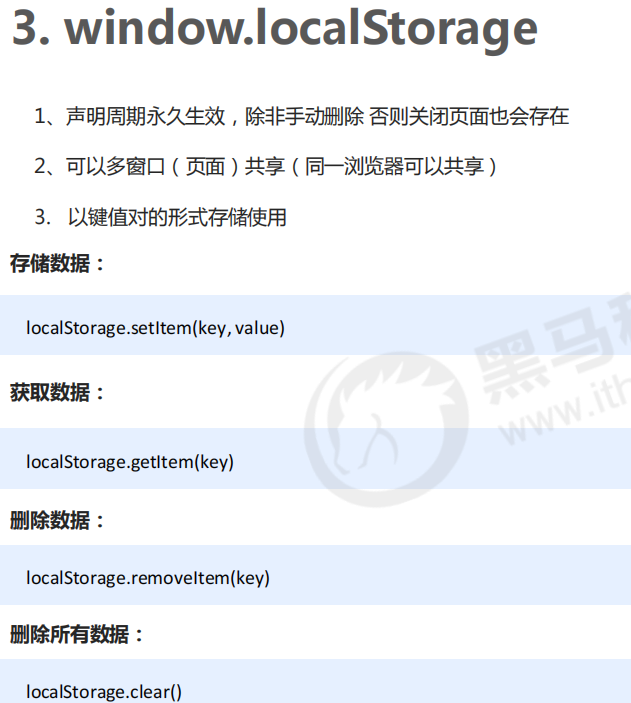 3. window.localStorage
1、声明周期永久生效，除非手动删除 否则关闭页面也会存在
2、可以多窗口（页面）共享（同一浏览器可以共享）
3. 以键值对的形式存储使用
存储数据：
localStorage.setItem(key, value)
获取数据：
localStorage.getItem(key)
删除数据：
localStorage.removeItem(key)
删除所有数据：
localStorage.clear()
黑马
www.ith